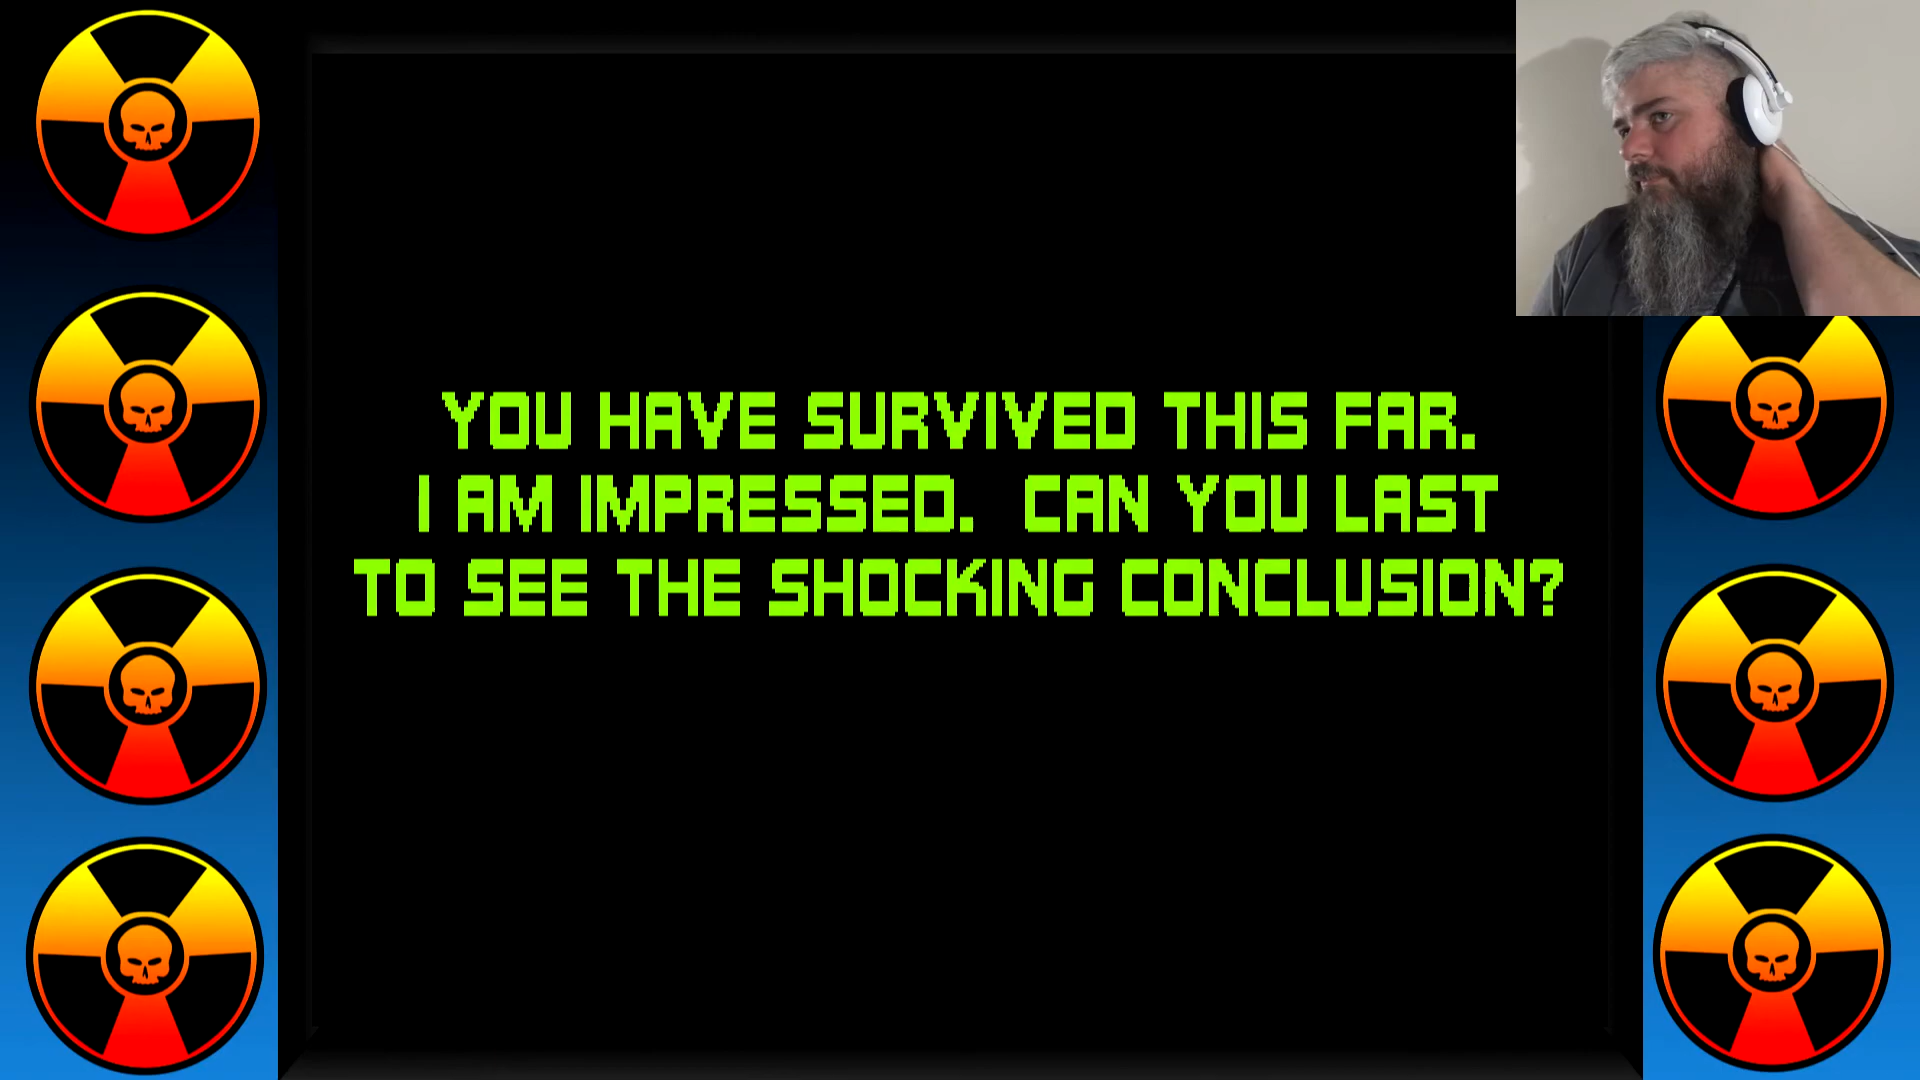 YOU HAVE SURVIVED THIS FAR.
I AM IMPRESSED. CAN YOU LAST
TO SEE THE SHOCKING CONCLUSION?